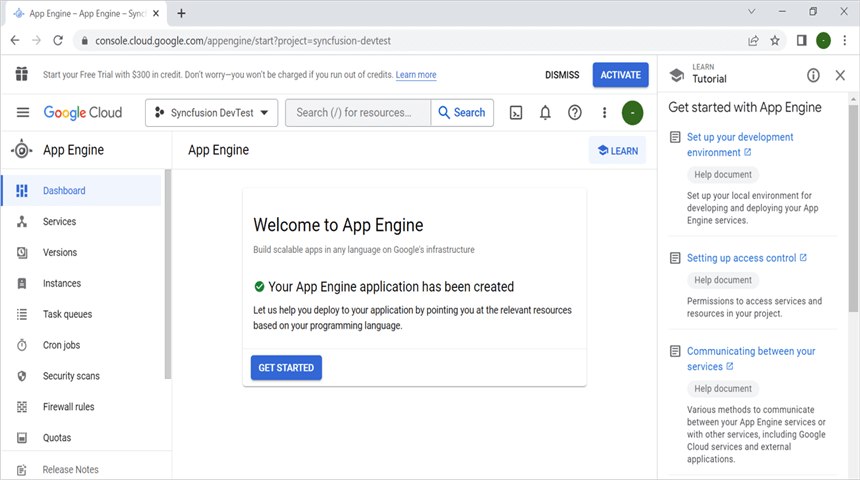 App Engine – App Engine – Sync
console.cloud.google.com/appengine/start?project=syncfusion-devtest
Start your Free Trial with $300 in credit. Don't worry—you won't be charged if you run out of credits. Learn more
DISMISS
ACTIVATE
Google Cloud
Syncfusion DevTest
Search (/) for resources...
Search
App Engine
Dashboard
Services
Versions
Instances
Task queues
Cron jobs
Security scans
Firewall rules
Quotas
Release Notes
App Engine
LEARN
Welcome to App Engine
Build scalable apps in any language on Google's infrastructure
Your App Engine application has been created
Let us help you deploy to your application by pointing you at the relevant resources
based on your programming language.
GET STARTED
LEARN
Tutorial
Get started with App Engine
Set up your development
environment
Help document
Set up your local environment for
developing and deploying your App
Engine services.
Setting up access control
Help document
Permissions to access services and
resources in your project.
Communicating between your
services
Help document
Various methods to communicate
between your App Engine services or
with other services, including Google
Cloud services and external
applications.